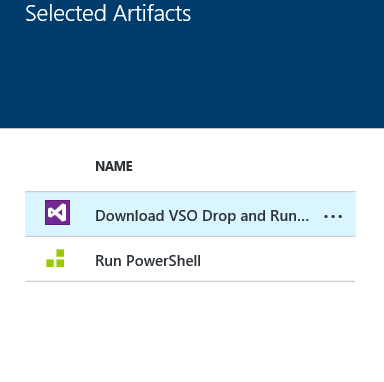 Selected Artifacts
NAME
Download VSO Drop and Run...
Run PowerShell